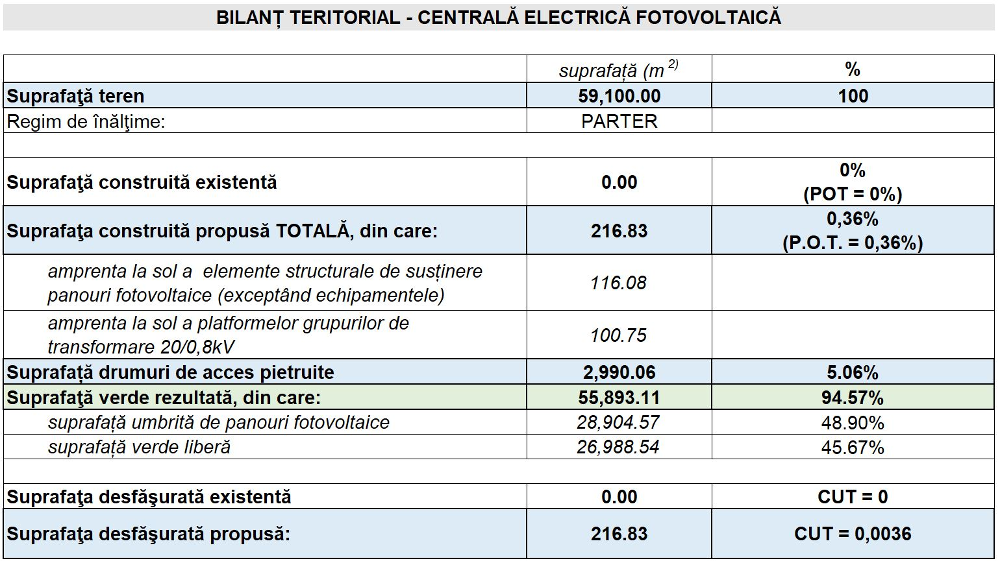 BILANȚ TERITORIAL - CENTRALĂ ELECTRICĂ FOTOVOLTAICĂ
suprafață (m 2) %
Suprafaţă teren 59,100.00 100
Regim de înălţime: PARTER
Suprafaţă construită existentă 0.00 0%
(POT = 0%)
Suprafaţa construită propusă TOTALĂ, din care: 216.83 0,36%
(P.O.T. = 0,36%)
amprenta la sol a elemente structurale de susținere
panouri fotovoltaice (exceptând echipamentele) 116.08
amprenta la sol a platformelor grupurilor de
transformare 20/0,8kV 100.75
Suprafață drumuri de acces pietruite 2,990.06 5.06%
Suprafaţă verde rezultată, din care: 55,893.11 94.57%
suprafață umbrită de panouri fotovoltaice 28,904.57 48.90%
suprafață verde liberă 26,988.54 45.67%
Suprafaţa desfăşurată existentă 0.00 CUT = 0
Suprafaţa desfăşurată propusă: 216.83 CUT = 0,0036